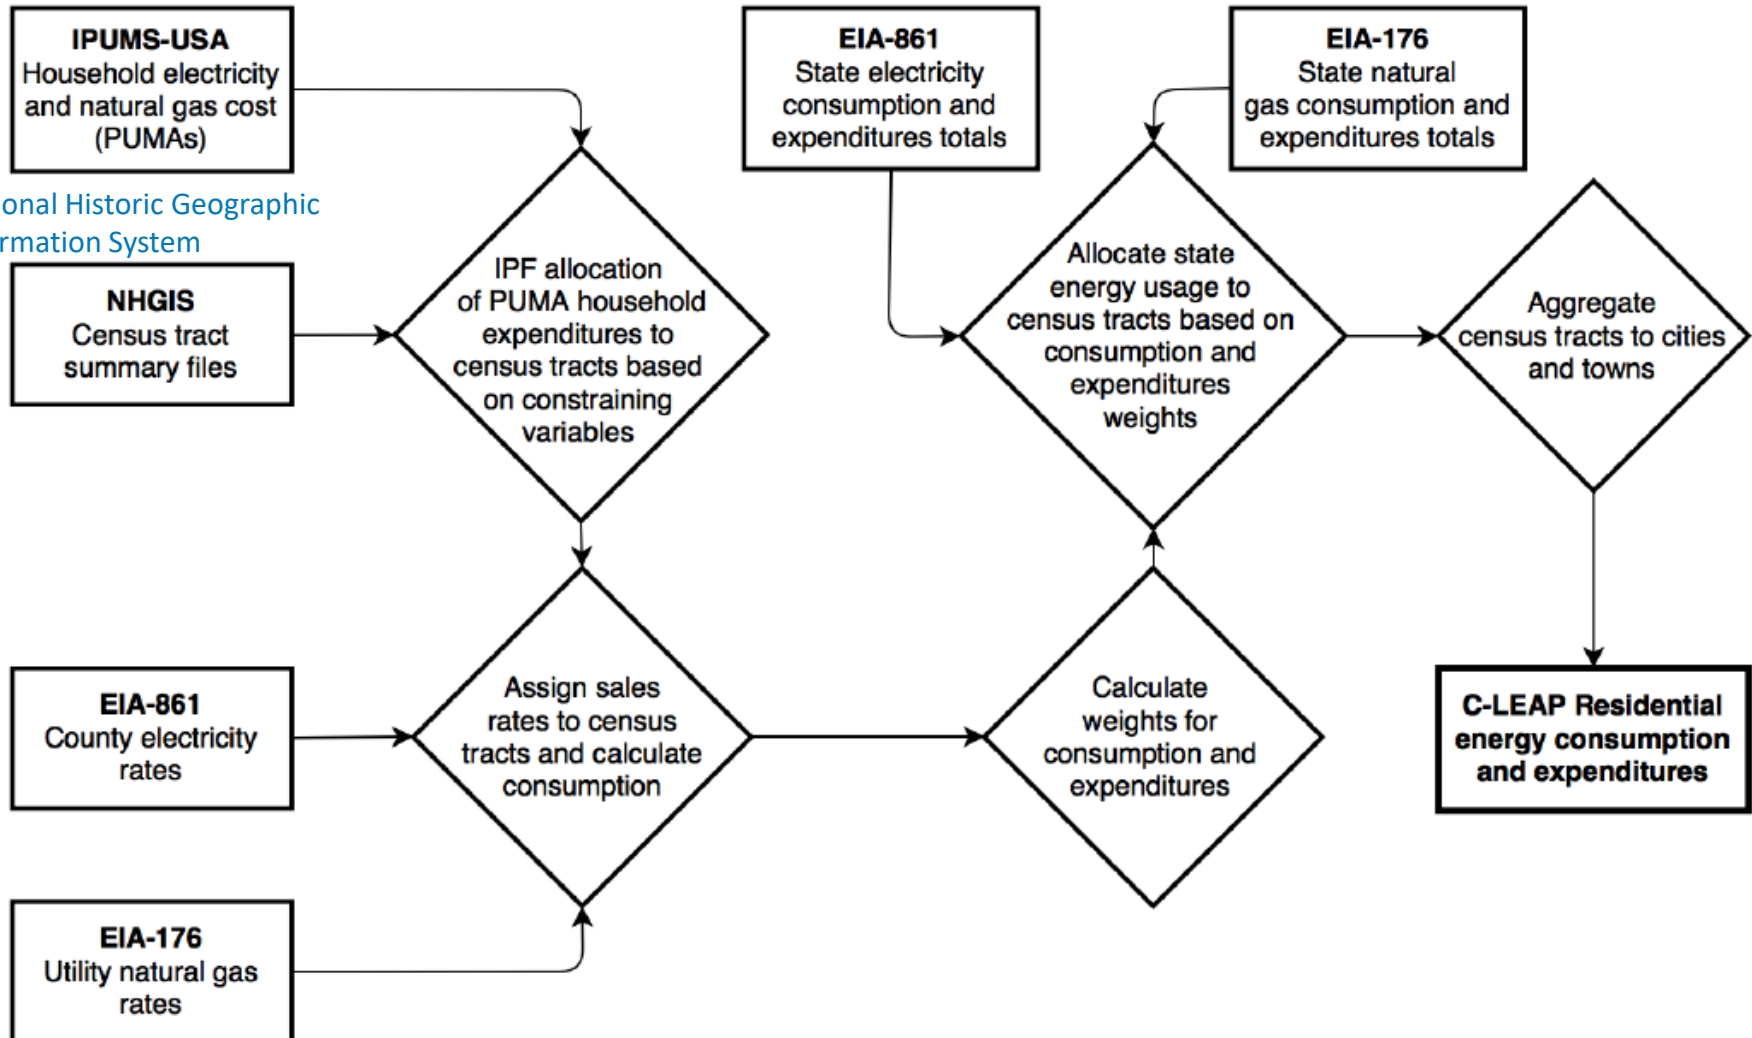 IPUMS-USA
Household electricity
and natural gas cost
(PUMAs)
EIA-861
State electricity
consumption and
expenditures totals
EIA-176
State natural
gas consumption and
expenditures totals
Historic Geographic
System
NHGIS
Census tract
summary files
IPF allocation
of PUMA household
expenditures to
census tracts based
on constraining
variables
Allocate state
energy usage to
census tracts based on
consumption and
expenditures
weights
Aggregate
census tracts to cities
and towns
EIA-861
County electricity
rates
Assign sales
rates to census
tracts and calculate
consumption
Calculate
weights for
consumption and
expenditures
C-LEAP Residential
energy consumption
and expenditures
EIA-176
Utility natural gas
rates